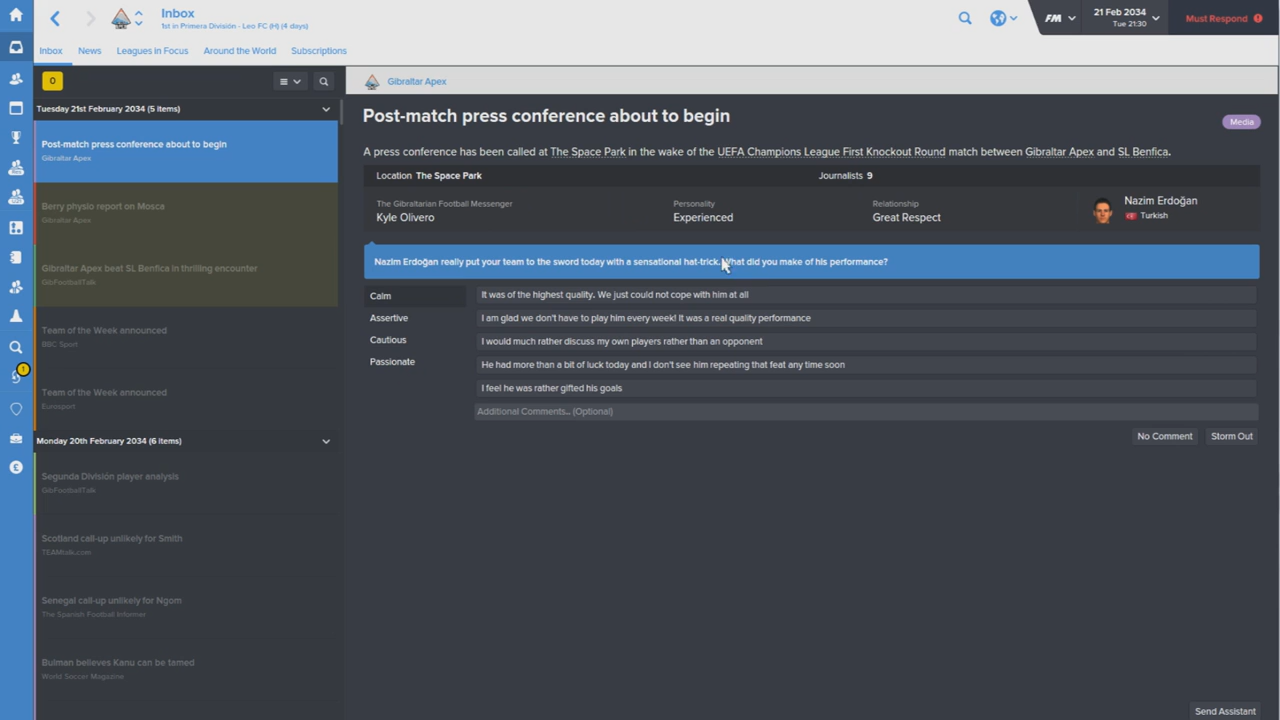 Inbox
1st in Primera División - Leo FC (H) (4 days)
FM
21 Feb 2034
Tue 21:30
Must Respond
Inbox
News
Leagues in Focus
Around the World
Subscriptions
0
Gibraltar Apex
Tuesday 21st February 2034 (5 items)
Post-match press conference about to begin
Gibraltar Apex
Berry physio report on Mosca
Gibraltar Apex
Gibraltar Apex beat SL Benfica in thrilling encounter
GibFootballTalk
Team of the Week announced
BBC Sport
Team of the Week announced
Eurosport
Monday 20th February 2034 (6 items)
Segunda División player analysis
GibFootballTalk
Scotland call-up unlikely for Smith
TEAMtalk.com
Senegal call-up unlikely for Ngom
The Spanish Football Informer
Bulman believes Kanu can be tamed
World Soccer Magazine
Post-match press conference about to begin
Media
A press conference has been called at The Space Park in the wake of the UEFA Champions League First Knockout Round match between Gibraltar Apex and SL Benfica.
Location The Space Park
Journalists 9
The Gibraltarian Football Messenger
Kyle Olivero
Personality
Experienced
Relationship
Great Respect
Nazim Erdoğan
Turkish
Nazim Erdoğan really put your team to the sword today with a sensational hat-trick. What did you make of his performance?
Calm
Assertive
Cautious
Passionate
It was of the highest quality. We just could not cope with him at all
I am glad we don't have to play him every week! It was a real quality performance
I would much rather discuss my own players rather than an opponent
He had more than a bit of luck today and I don't see him repeating that feat any time soon
I feel he was rather gifted his goals
Additional Comments... (Optional)
No Comment
Storm Out
Send Assistant